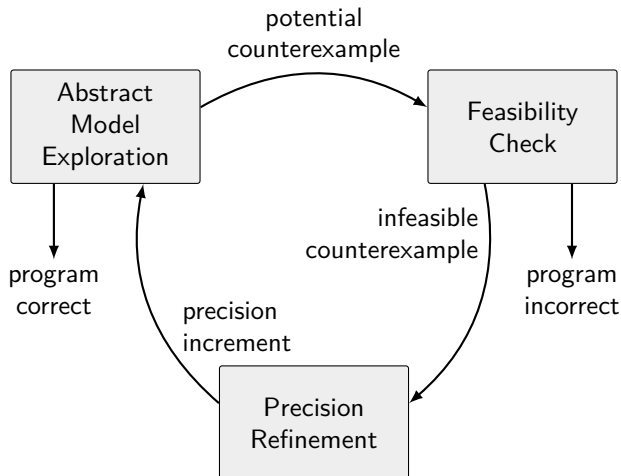 potential
counterexample
Abstract
Model
Exploration
Feasibility
Check
infeasible
counterexample
program
correct
program
incorrect
precision
increment
Precision
Refinement